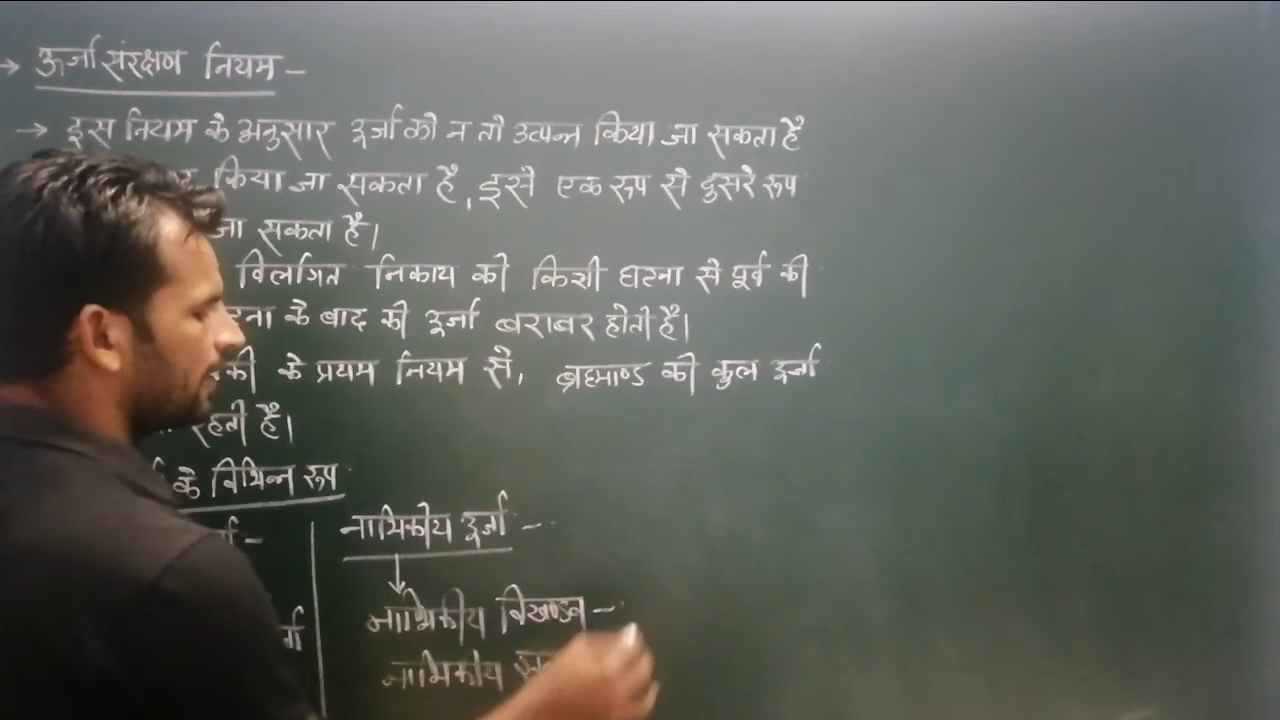 → ऊर्जा संरक्षण नियम –
→ इस नियम के अनुसार ऊर्जा को न तो उत्पन्न किया जा सकता है
किया जा सकता है, इसे एक रूप से दुसरे रूप
जा सकता है।
विलगित निकाय की किसी घटना से पूर्व की
के बाद की ऊर्जा बराबर होती है।
के प्रथम नियम से, ब्रह्माण्ड की कुल ऊर्जा
रहती है।
के विभिन्न रूप
नाभिकीय ऊर्जा –
नाभिकीय विखण्डन –
नाभिकीय